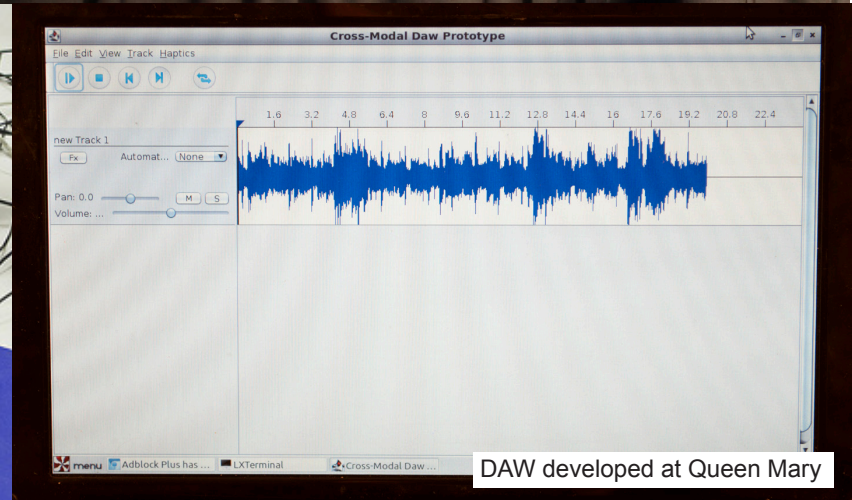 Cross-Modal Daw Prototype
File Edit View Track Haptics
1.6 3.2 4.8 6.4 8 9.6 11.2 12.8 14.4 16 17.6 19.2 20.8 22.4
new Track 1
Fx Automat... None
Pan: 0.0 M S
Volume: ...
menu Adblock Plus has ... LXTerminal Cross-Modal Daw ...
DAW developed at Queen Mary